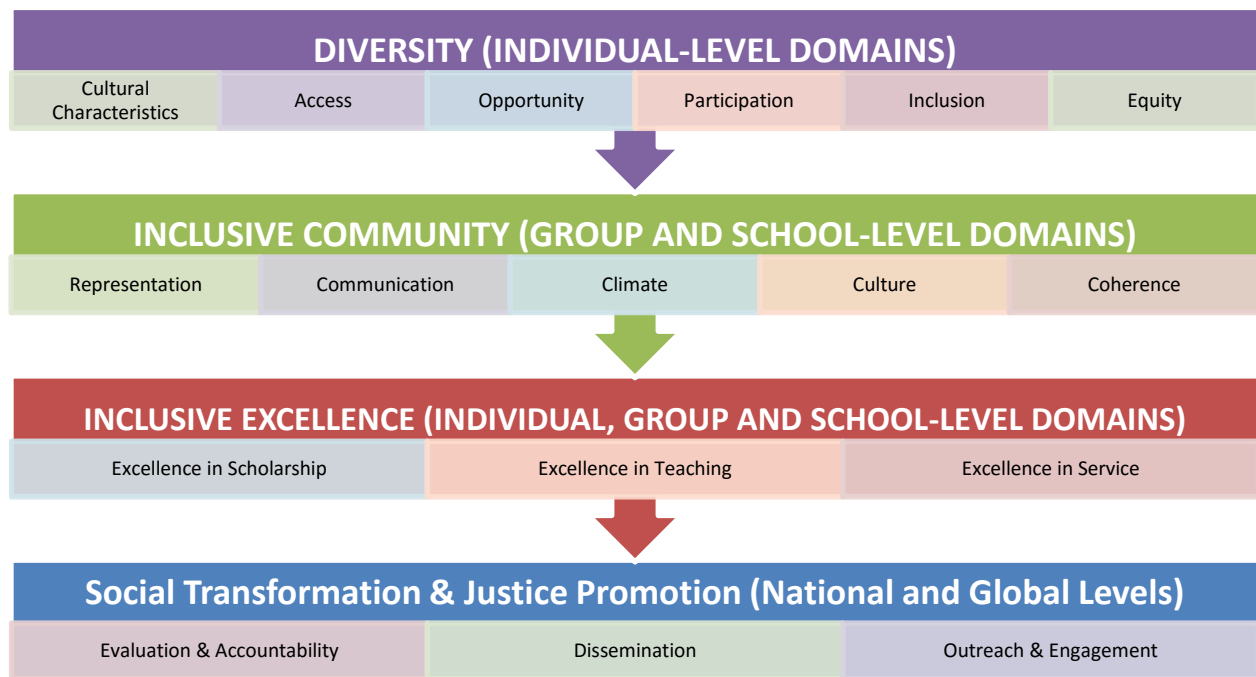 DIVERSITY (INDIVIDUAL-LEVEL DOMAINS)
Cultural
Characteristics
Access
Opportunity
Participation
Inclusion
Equity
INCLUSIVE COMMUNITY (GROUP AND SCHOOL-LEVEL DOMAINS)
Representation
Communication
Climate
Culture
Coherence
INCLUSIVE EXCELLENCE (INDIVIDUAL, GROUP AND SCHOOL-LEVEL DOMAINS)
Excellence in Scholarship
Excellence in Teaching
Excellence in Service
Social Transformation & Justice Promotion (National and Global Levels)
Evaluation & Accountability
Dissemination
Outreach & Engagement